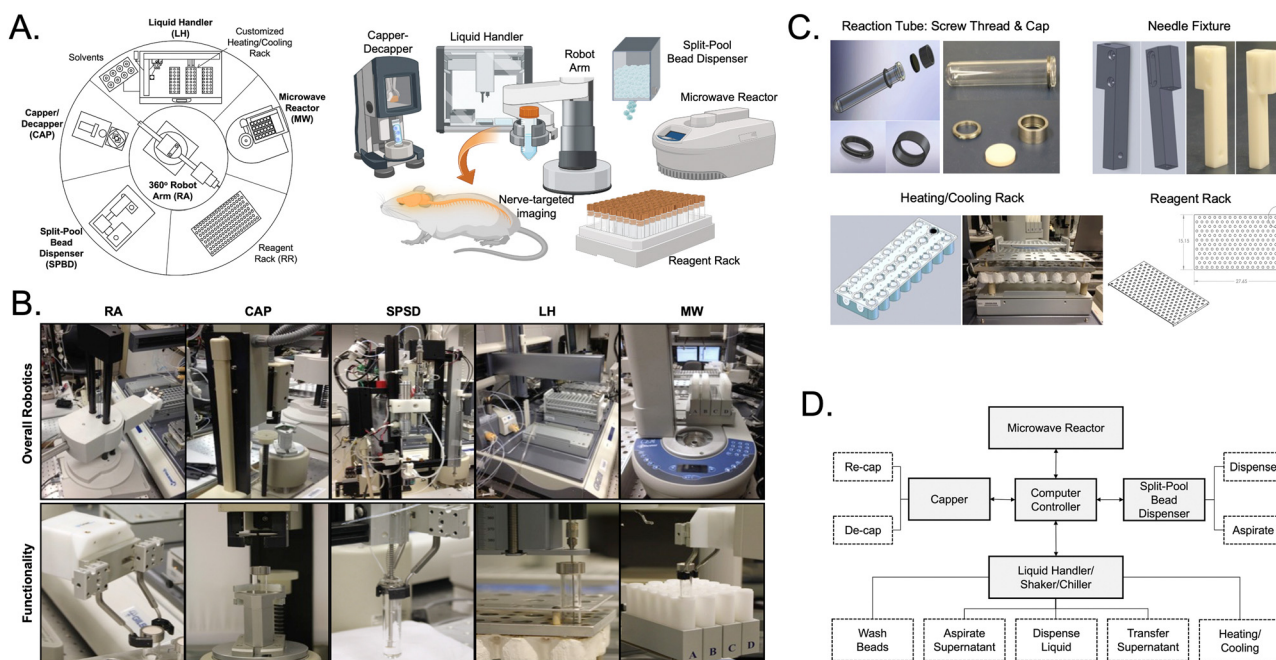 A.
Liquid Handler
(LH)
Customized
Heating/Cooling
Rack
Solvents
Capper/
Decapper
(CAP)
Microwave
Reactor
(MW)
360º Robot
Arm (RA)
Split-Pool
Bead
Dispenser
(SPBD)
Reagent
Rack (RR)
Capper-
Decapper
Liquid Handler
Robot
Arm
Split-Pool
Bead Dispenser
Microwave Reactor
Nerve-targeted
imaging
Reagent Rack
B.
RA
CAP
SPSD
LH
MW
Overall Robotics
Functionality
A
B
C
D
C.
Reaction Tube: Screw Thread & Cap
Needle Fixture
Heating/Cooling Rack
Reagent Rack
D.
Microwave Reactor
Re-cap
De-cap
Capper
Computer
Controller
Split-Pool
Bead
Dispenser
Dispense
Aspirate
Liquid Handler/
Shaker/Chiller
Wash
Beads
Aspirate
Supernatant
Dispense
Liquid
Transfer
Supernatant
Heating/
Cooling